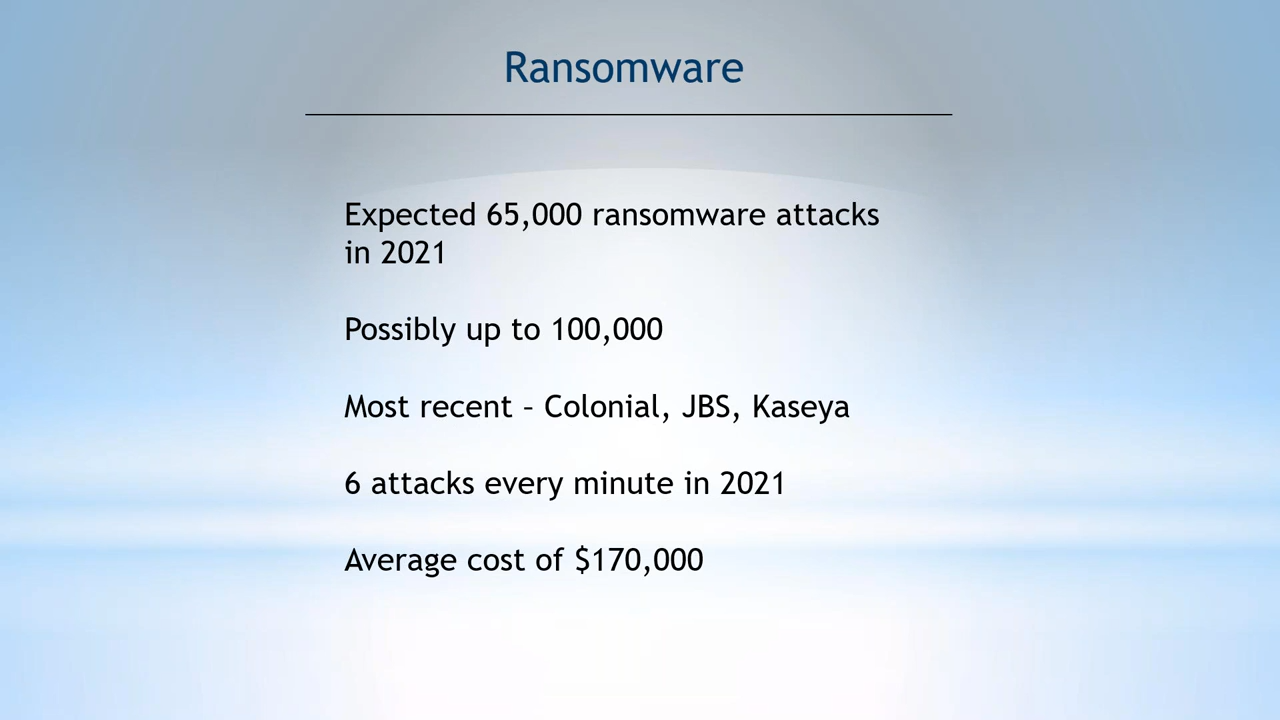 Ransomware
Expected 65,000 ransomware attacks
in 2021
Possibly up to 100,000
Most recent – Colonial, JBS, Kaseya
6 attacks every minute in 2021
Average cost of $170,000